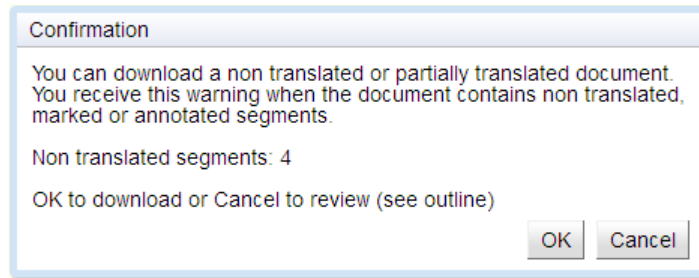 Confirmation
You can download a non translated or partially translated document.
You receive this warning when the document contains non translated,
marked or annotated segments.
Non translated segments: 4
OK to download or Cancel to review (see outline)
OK Cancel